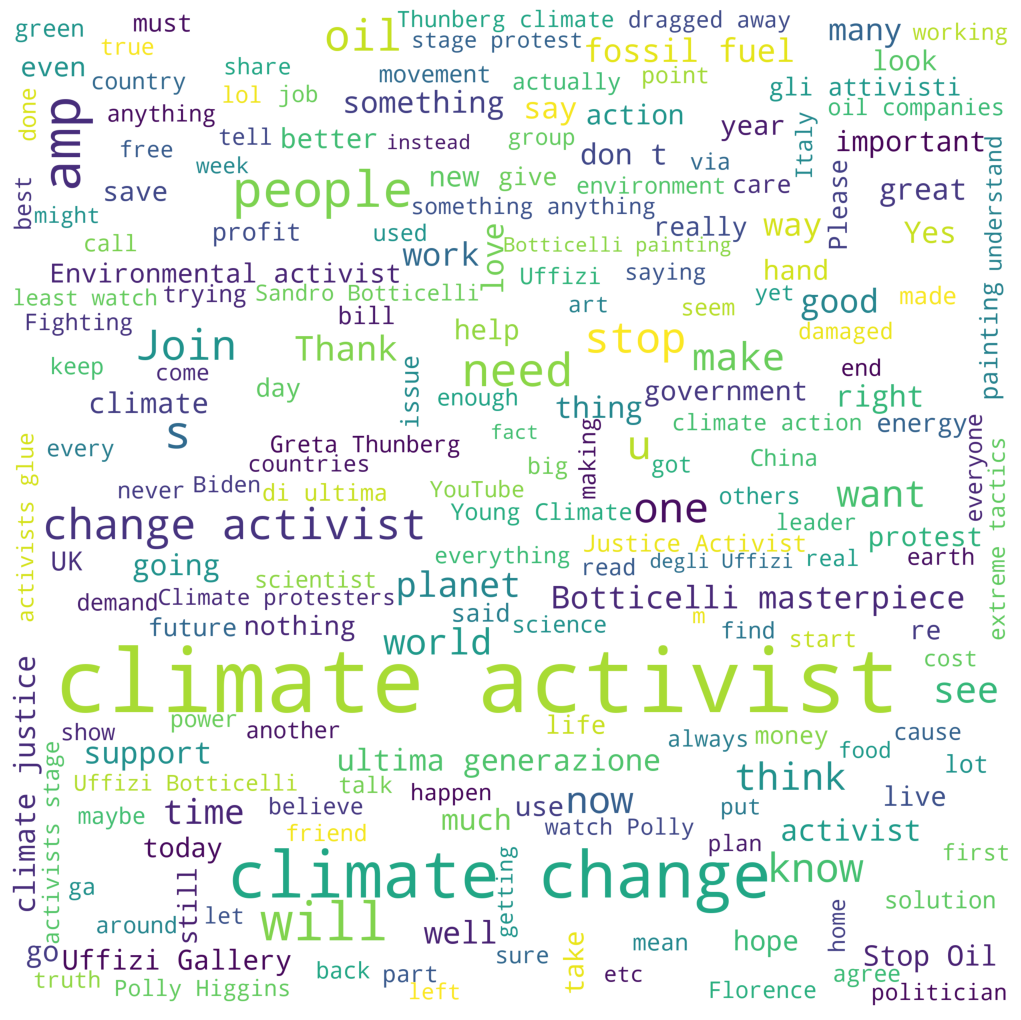 green
must
Thunberg climate
dragged away
true
oil
stage protest
fossil fuel
many
working
even
country
share
movement
actually
point
look
done
amp
anything
lol
job
something
say
action
year
gli attivisti
oil companies
free
tell
better
instead
group
don t
via
Italy
important
best
save
week
people
new
give
environment
care
Please
great
might
something anything
really
way
Yes
call
profit
used
work
love
Botticelli painting
Environmental activist
Uffizi
saying
hand
painting understand
least watch
trying
Sandro Botticelli
art
seem
yet
good
made
Fighting
bill
help
stop
damaged
Join
Thank
need
make
end
keep
come
day
issue
enough
thing
government
right
climate
s
Greta Thunberg
fact
u
climate action
energy
every
countries
big
making
got
China
everyone
never
Biden
di ultima
YouTube
one
others
want
extreme tactics
activists glue
change activist
Young Climate
leader
UK
going
everything
Justice Activist
protest
scientist
planet
read
degli Uffizi
real
earth
demand
Climate protesters
said
Botticelli masterpiece
future
nothing
science
m
find
start
re
world
climate activist
cost
see
climate justice
power
life
show
another
always
money
cause
support
ultima generazione
food
lot
activists stage
Uffizi Botticelli
talk
happen
think
live
maybe
time
believe
use
now
put
friend
much
watch Polly
activist
today
plan
first
climate change
know
ga
still
getting
solution
around
let
will
well
home
go
Uffizi Gallery
sure
take
mean
hope
Stop Oil
back
part
etc
agree
truth
Polly Higgins
left
Florence
politician